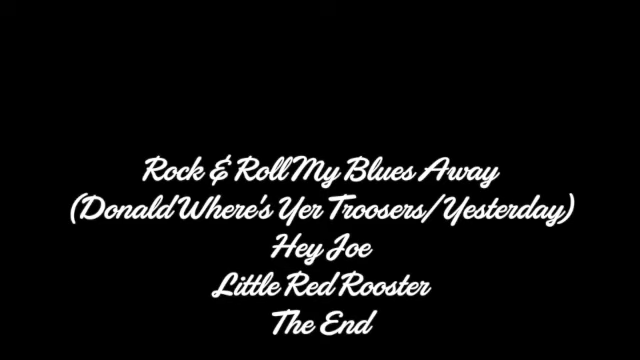 Rock & Roll My Blues Away
(Donald Where's Yer Troosers/Yesterday)
Hey Joe
Little Red Rooster
The End